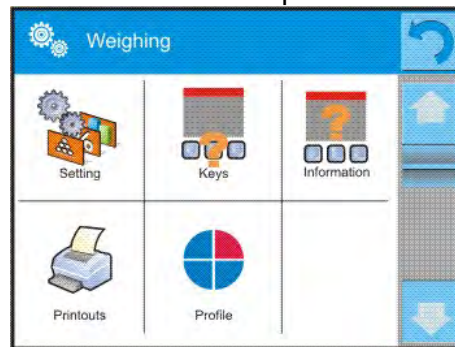 Weighing
Setting
Keys
Information
Printouts
Profile